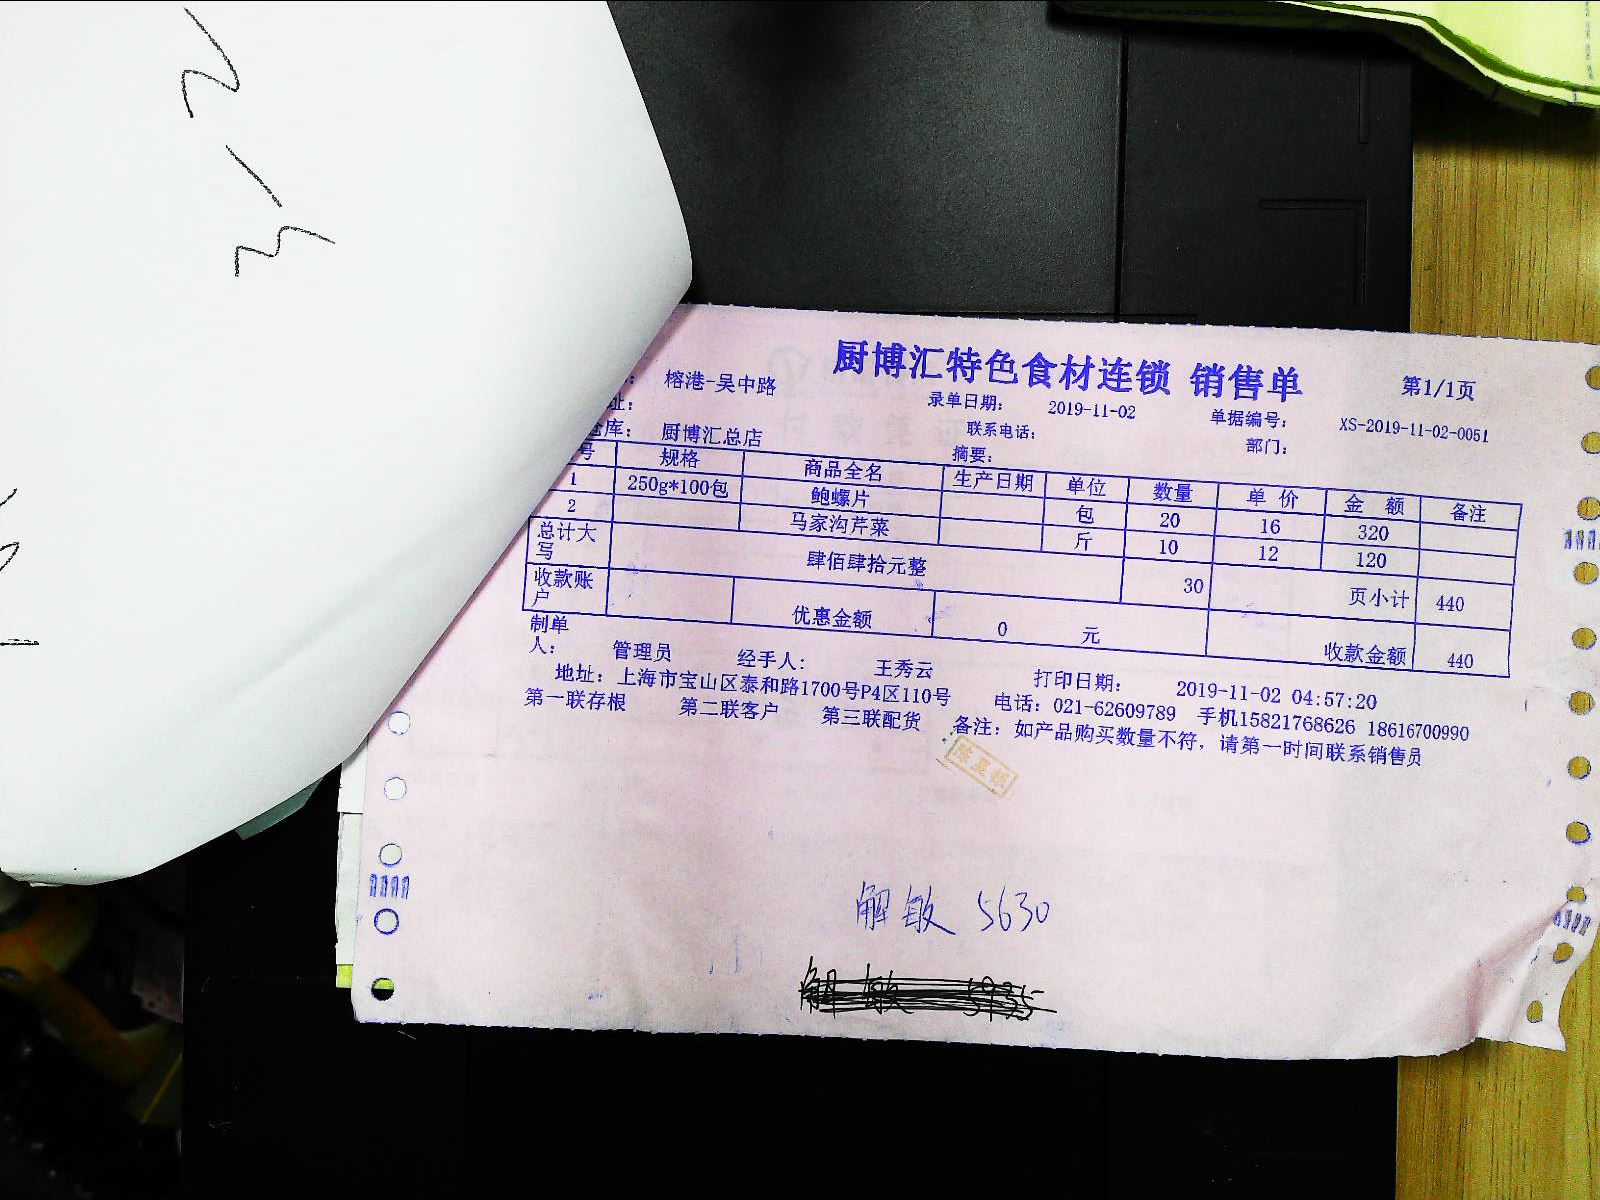 厨博汇特色食材连锁 销售单
第1/1页
榕港-吴中路
录单日期： 2019-11-02
单据编号： XS-2019-11-02-0051
址：
联系电话：
部门：
仓库： 厨博汇总店
摘要：
号 规格 商品全名 生产日期 单位 数量 单 价 金 额 备注
1 250g*100包 鲍螺片 包 20 16 320
2 马家沟芹菜 斤 10 12 120
总计大写 肆佰肆拾元整 30 页小计 440
收款账户 优惠金额 0 元 收款金额 440
制单人： 管理员 经手人： 王秀云 打印日期： 2019-11-02 04:57:20
地址：上海市宝山区泰和路1700号P4区110号 电话：021-62609789 手机15821768626 18616700990
第一联存根 第二联客户 第三联配货 备注：如产品购买数量不符，请第一时间联系销售员
解敏 5630